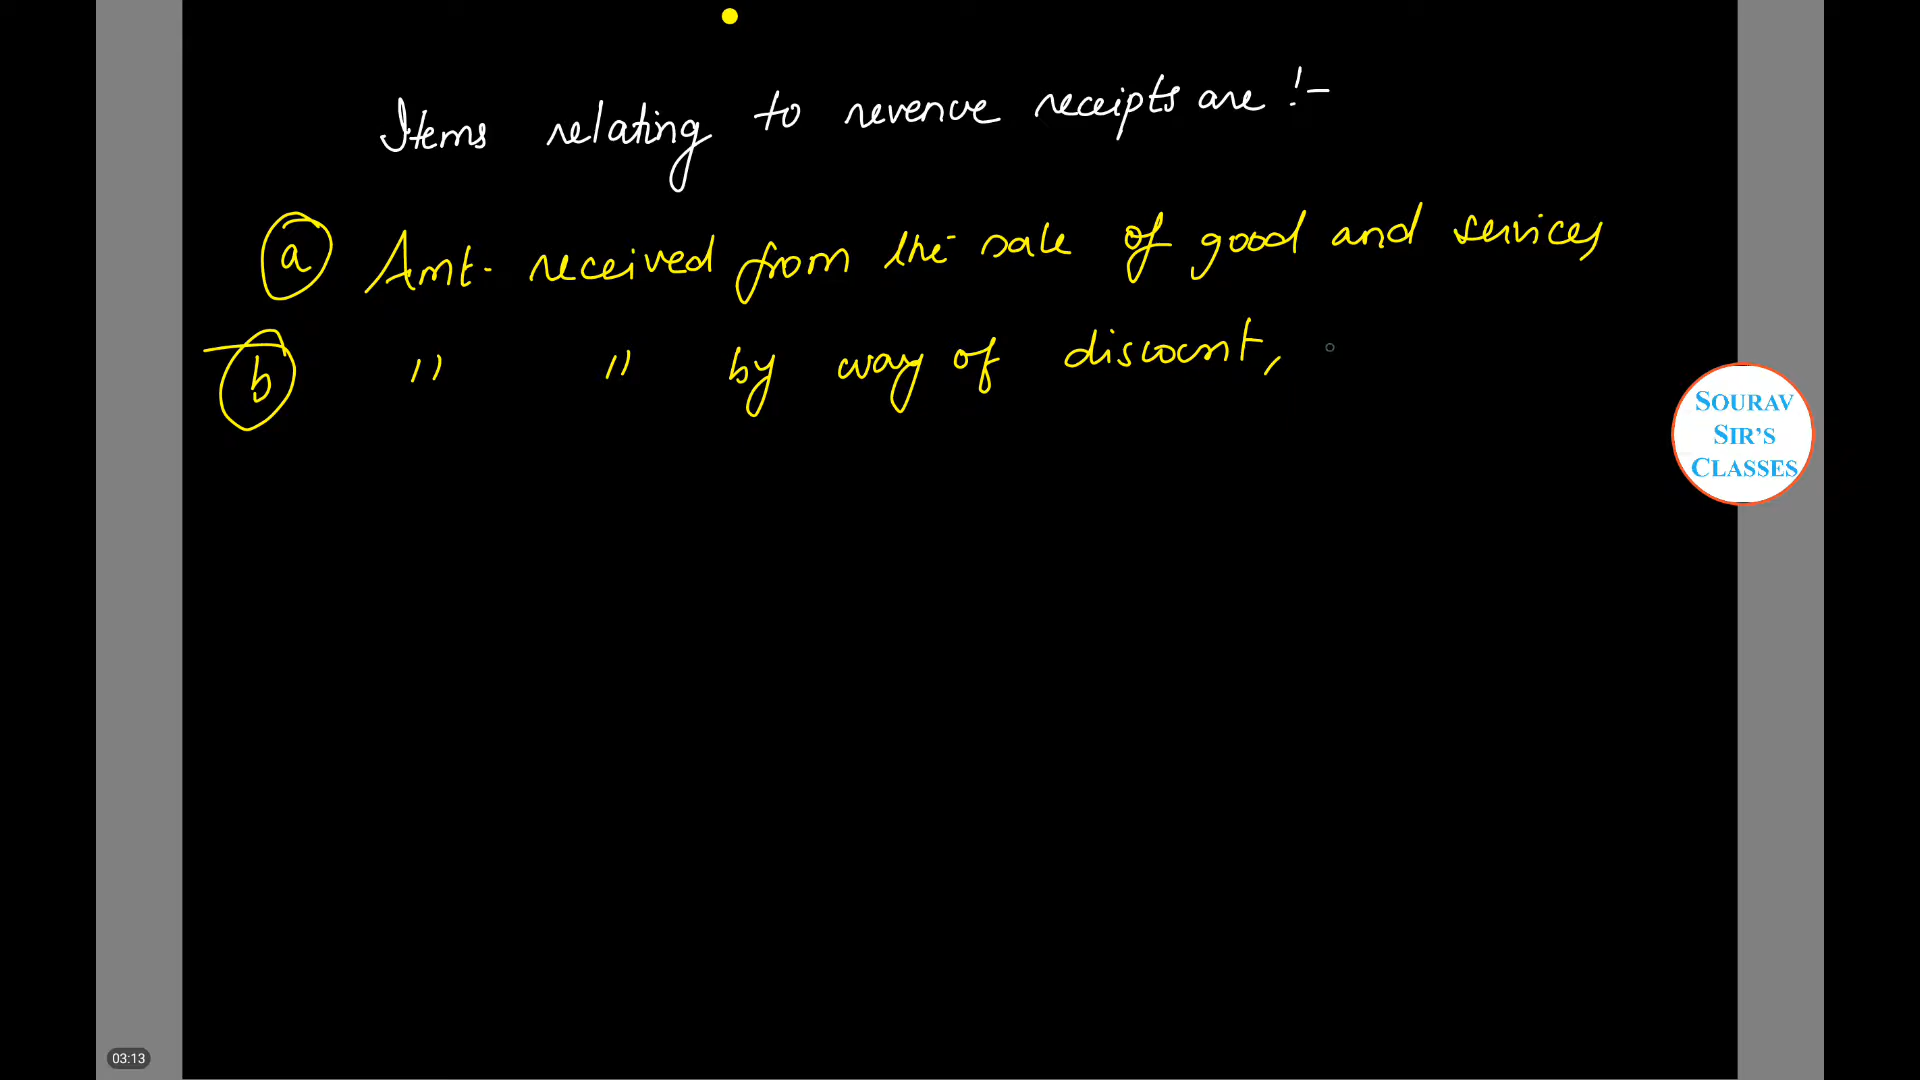 Items relating to revenue receipts are :-
a Amt. received from the sale of good and services
b " " by way of discount,
SOURAV
SIR'S
CLASSES
03:13